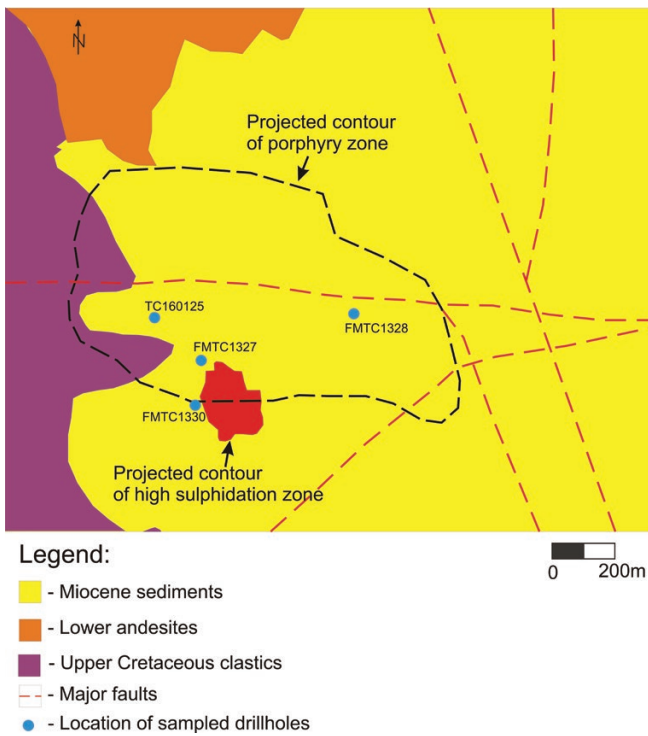 N
Projected contour
of porphyry zone
TC160125
FMTC1328
FMTC1327
FMTC1330
Projected contour
of high sulphidation zone
Legend:
0 200m
- Miocene sediments
- Lower andesites
- Upper Cretaceous clastics
- Major faults
- Location of sampled drillholes